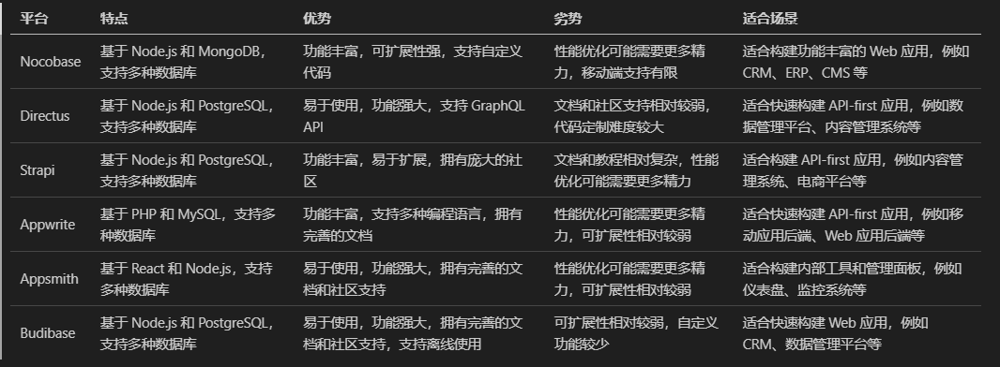 平台 特点 优势 劣势 适合场景
Nocobase 基于 Node.js 和 MongoDB，支持多种数据库 功能丰富，可扩展性强，支持自定义代码 性能优化可能需要更多精力，移动端支持有限 适合构建功能丰富的 Web 应用，例如 CRM、ERP、CMS 等
Directus 基于 Node.js 和 PostgreSQL，支持多种数据库 易于使用，功能强大，支持 GraphQL API 文档和社区支持相对较弱，代码定制难度较大 适合快速构建 API-first 应用，例如数据管理平台、内容管理系统等
Strapi 基于 Node.js 和 PostgreSQL，支持多种数据库 功能丰富，易于扩展，拥有庞大的社区 文档和教程相对复杂，性能优化可能需要更多精力 适合构建 API-first 应用，例如内容管理系统、电商平台等
Appwrite 基于 PHP 和 MySQL，支持多种数据库 功能丰富，支持多种编程语言，拥有完善的文档 性能优化可能需要更多精力，可扩展性相对较弱 适合快速构建 API-first 应用，例如移动应用后端、Web 应用后端等
Appsmith 基于 React 和 Node.js，支持多种数据库 易于使用，功能强大，拥有完善的文档和社区支持 性能优化可能需要更多精力，可扩展性相对较弱 适合构建内部工具和管理面板，例如仪表盘、监控系统等
Budibase 基于 Node.js 和 PostgreSQL，支持多种数据库 易于使用，功能强大，拥有完善的文档和社区支持，支持离线使用 可扩展性相对较弱，自定义功能较少 适合快速构建 Web 应用，例如 CRM、数据管理平台等